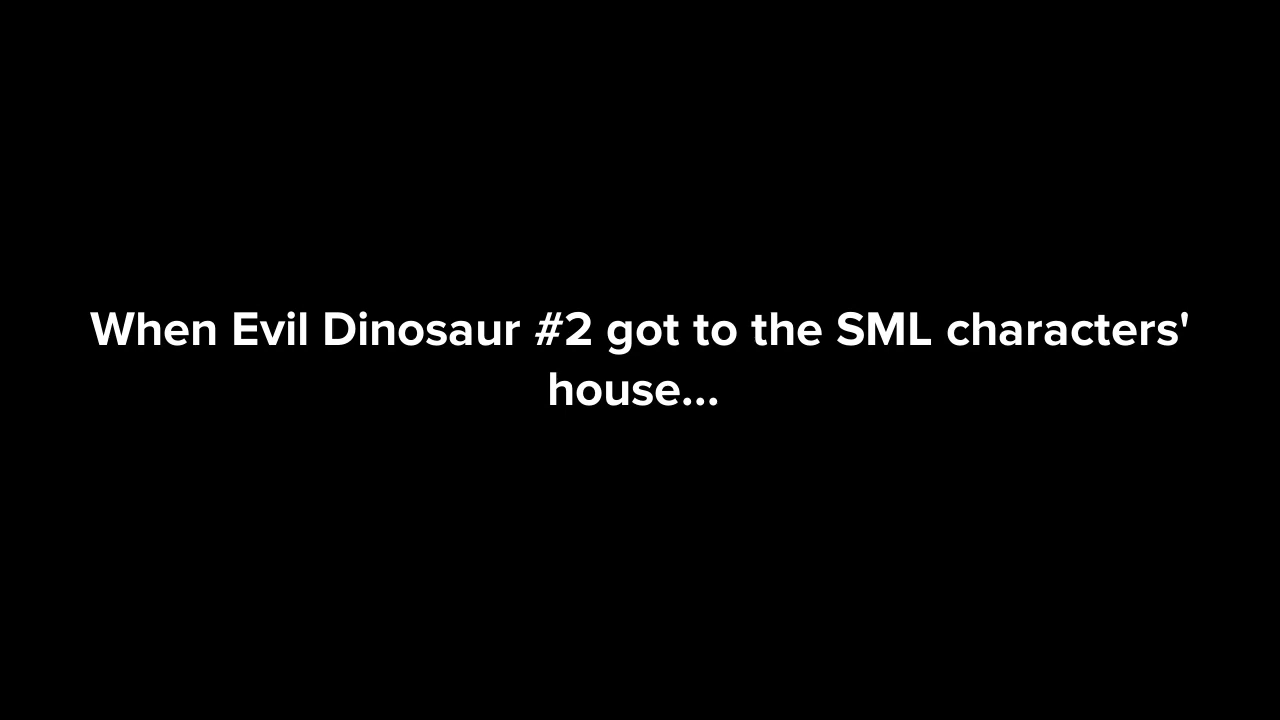 When Evil Dinosaur #2 got to the SML characters'
house...